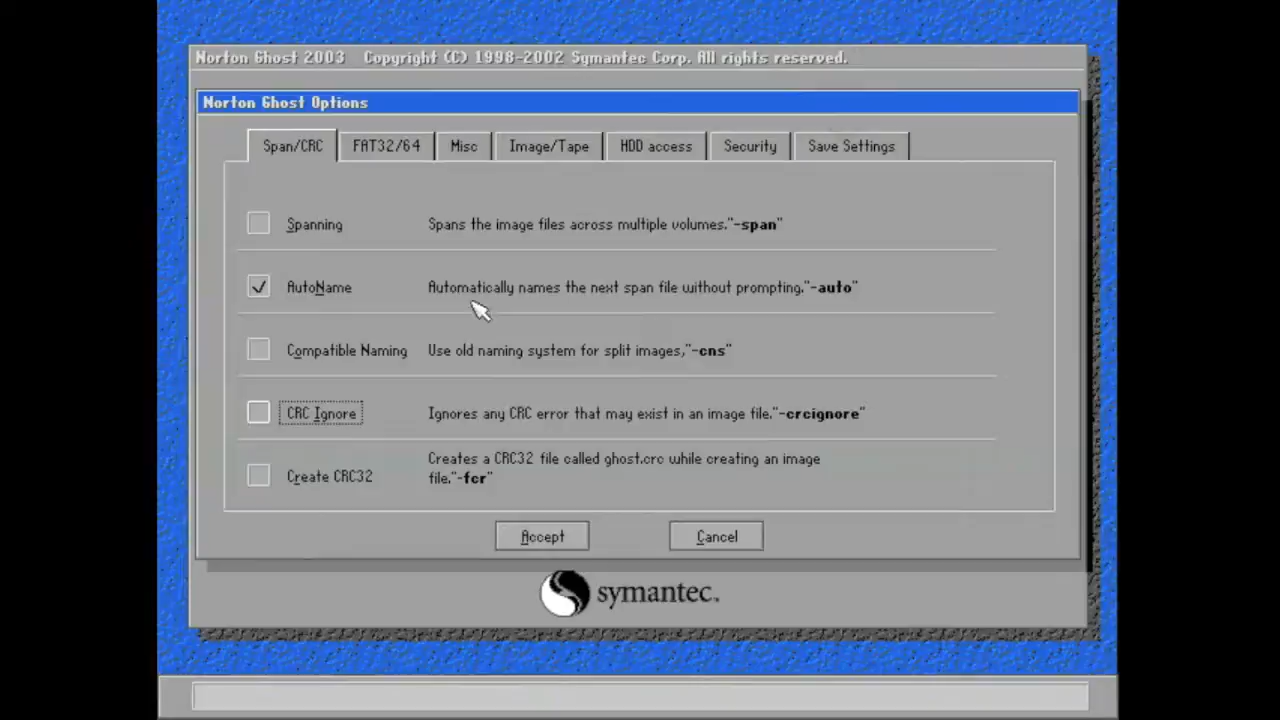 Norton Ghost 2003   Copyright (C) 1998-2002 Symantec Corp. All rights reserved.
Norton Ghost Options
Span/CRC FAT32/64 Misc Image/Tape HDD access Security Save Settings
Spanning Spans the image files across multiple volumes."-span"
AutoName Automatically names the next span file without prompting."-auto"
Compatible Naming Use old naming system for split images,"-cns"
CRC Ignore Ignores any CRC error that may exist in an image file."-crcignore"
Create CRC32 Creates a CRC32 file called ghost.crc while creating an image
file."-fcr"
Accept Cancel
symantec.